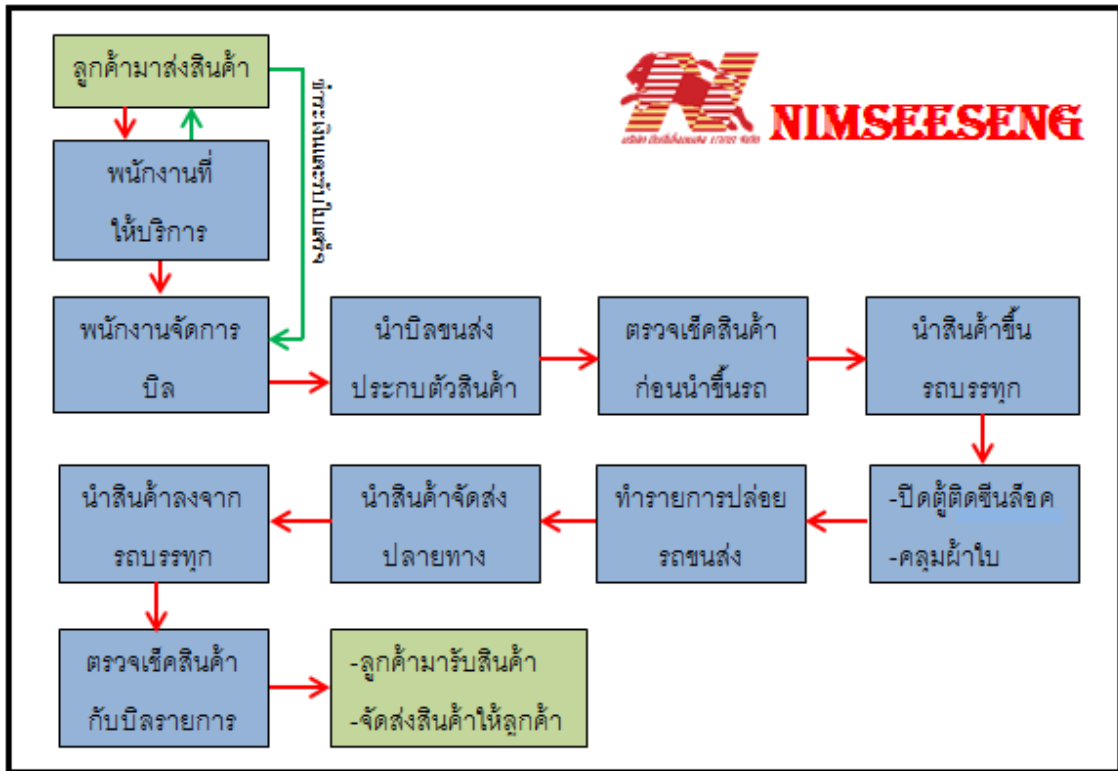 ลูกค้ามาส่งสินค้า
NIMSEESENG
พนักงานที่
ให้บริการ
ชำระเงินและรับใบเสร็จ
พนักงานจัดการ
บิล
นำบิลขนส่ง
ประกบตัวสินค้า
ตรวจเช็คสินค้า
ก่อนนำขึ้นรถ
นำสินค้าขึ้น
รถบรรทุก
-ปิดตู้ติดซีนล็อค
-คลุมผ้าใบ
ทำรายการปล่อย
รถขนส่ง
นำสินค้าจัดส่ง
ปลายทาง
นำสินค้าลงจาก
รถบรรทุก
ตรวจเช็คสินค้า
กับบิลรายการ
-ลูกค้ามารับสินค้า
-จัดส่งสินค้าให้ลูกค้า